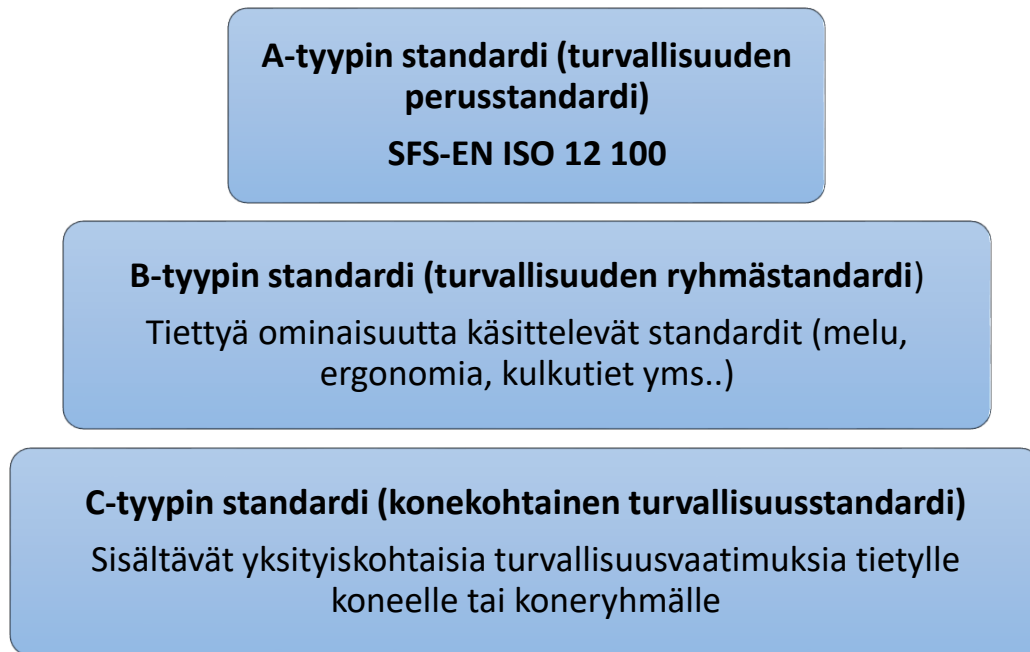 A-tyypin standardi (turvallisuuden
perusstandardi)
SFS-EN ISO 12 100
B-tyypin standardi (turvallisuuden ryhmästandardi)
Tiettyä ominaisuutta käsittelevät standardit (melu,
ergonomia, kulkutiet yms..)
C-tyypin standardi (konekohtainen turvallisuusstandardi)
Sisältävät yksityiskohtaisia turvallisuusvaatimuksia tietylle
koneelle tai koneryhmälle